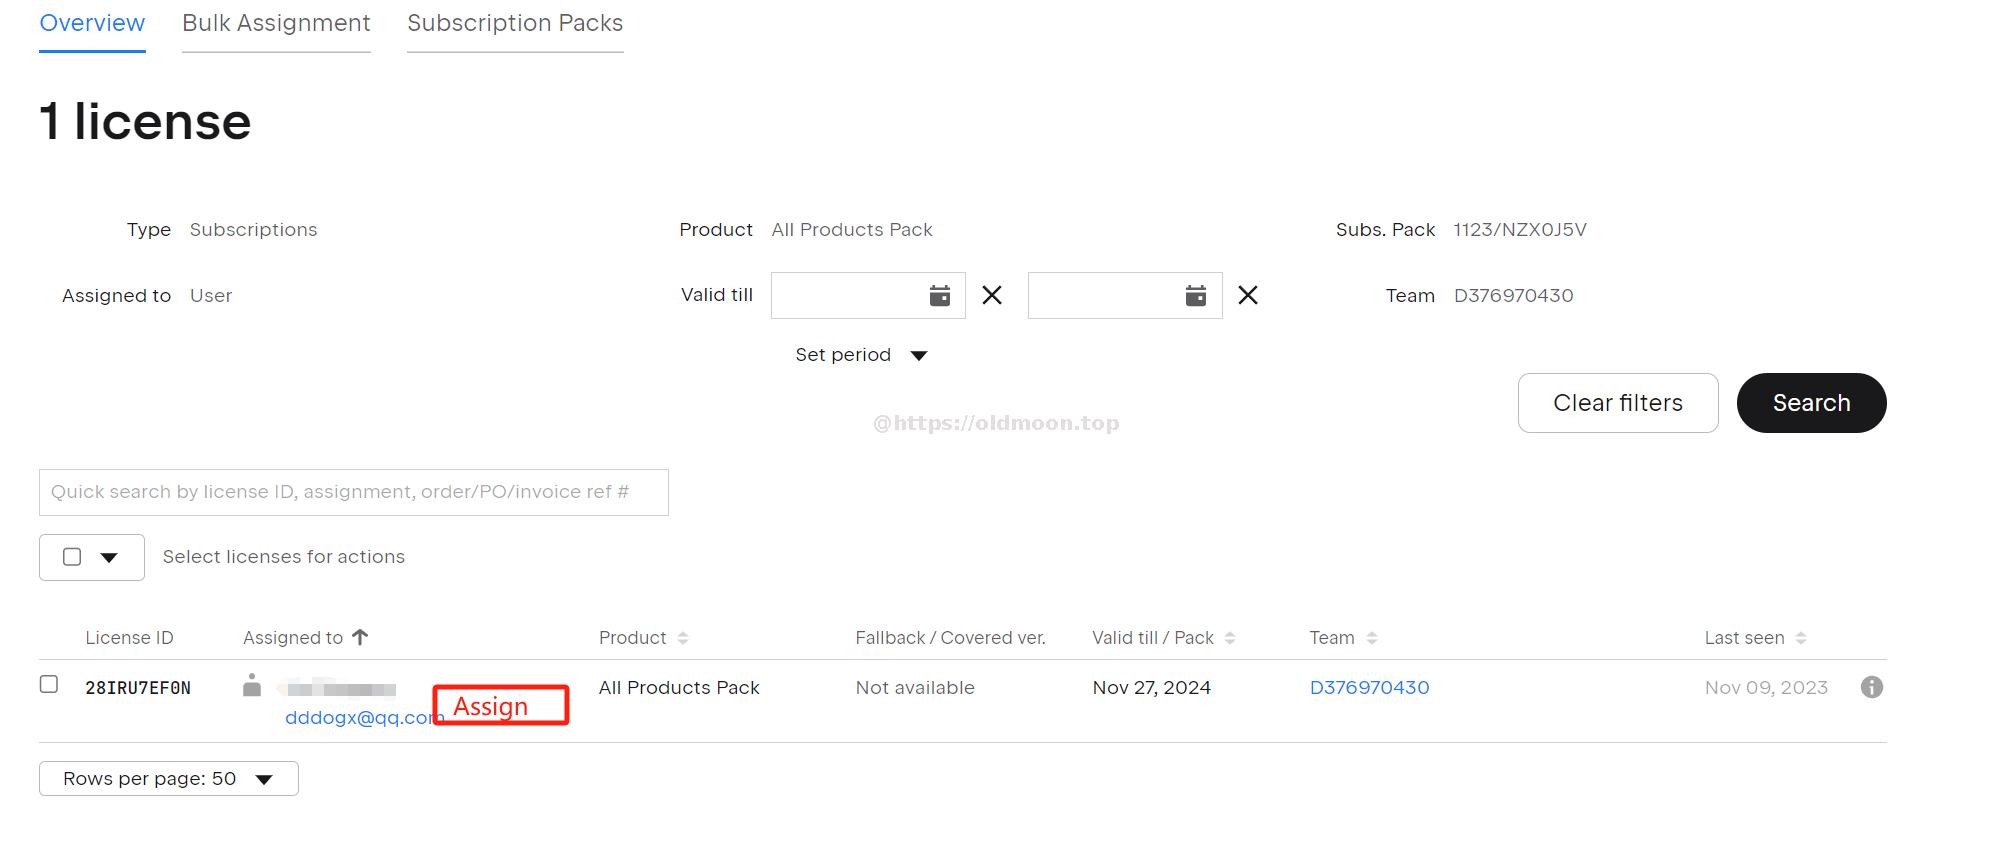 Overview Bulk Assignment Subscription Packs
1 license
Type Subscriptions Product All Products Pack Subs. Pack 1123/NZX0J5V
Assigned to User Valid till Team D376970430
Set period
Clear filters Search
@https://oldmoon.top
Quick search by license ID, assignment, order/PO/invoice ref #
Select licenses for actions
License ID Assigned to Product Fallback / Covered ver. Valid till / Pack Team Last seen
28IRU7EF0N All Products Pack Not available Nov 27, 2024 D376970430 Nov 09, 2023
dddogx@qq.com Assign
Rows per page: 50